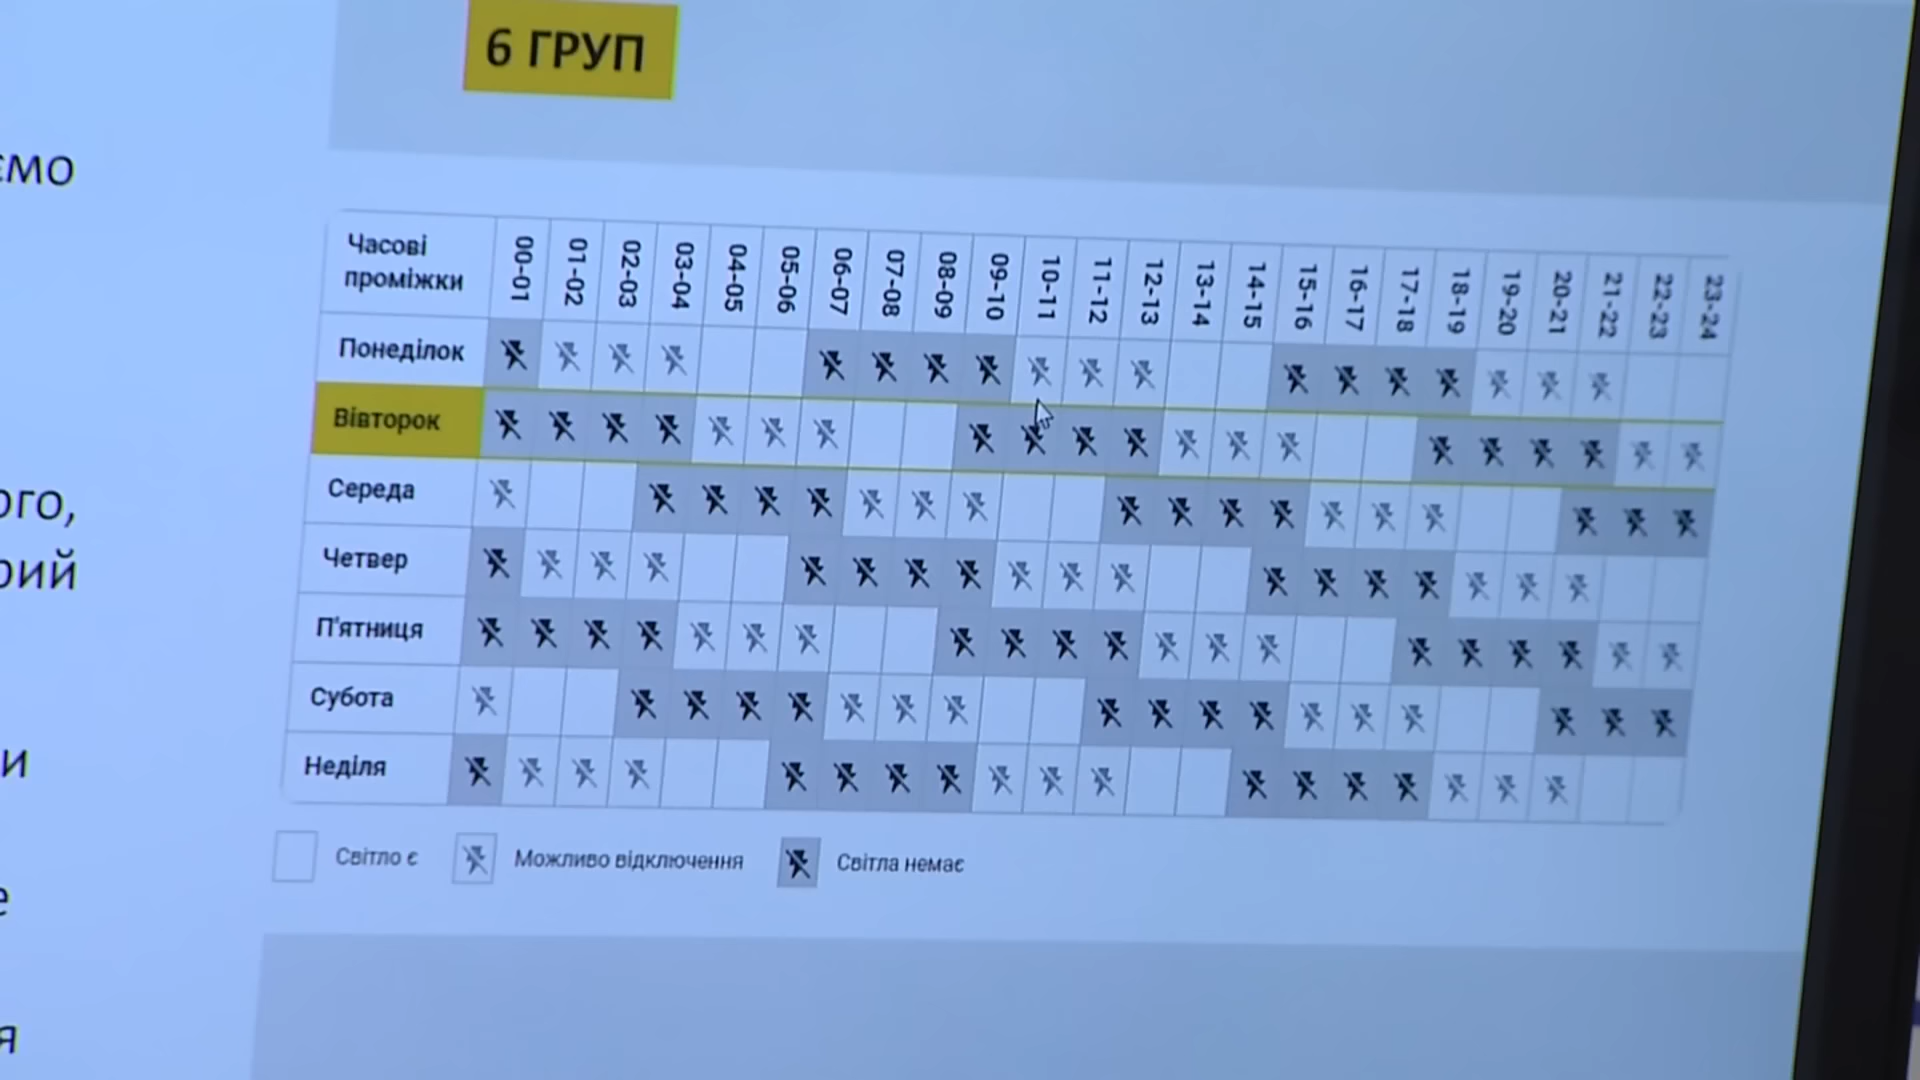 6 ГРУП
ємо
ого,
рий
и
е
я
Часові
проміжки
00-01 01-02 02-03 03-04 04-05 05-06 06-07 07-08 08-09 09-10 10-11 11-12 12-13 13-14 14-15 15-16 16-17 17-18 18-19 19-20 20-21 21-22 22-23 23-24
Понеділок
Вівторок
Середа
Четвер
П'ятниця
Субота
Неділя
Світло є Можливо відключення Світла немає